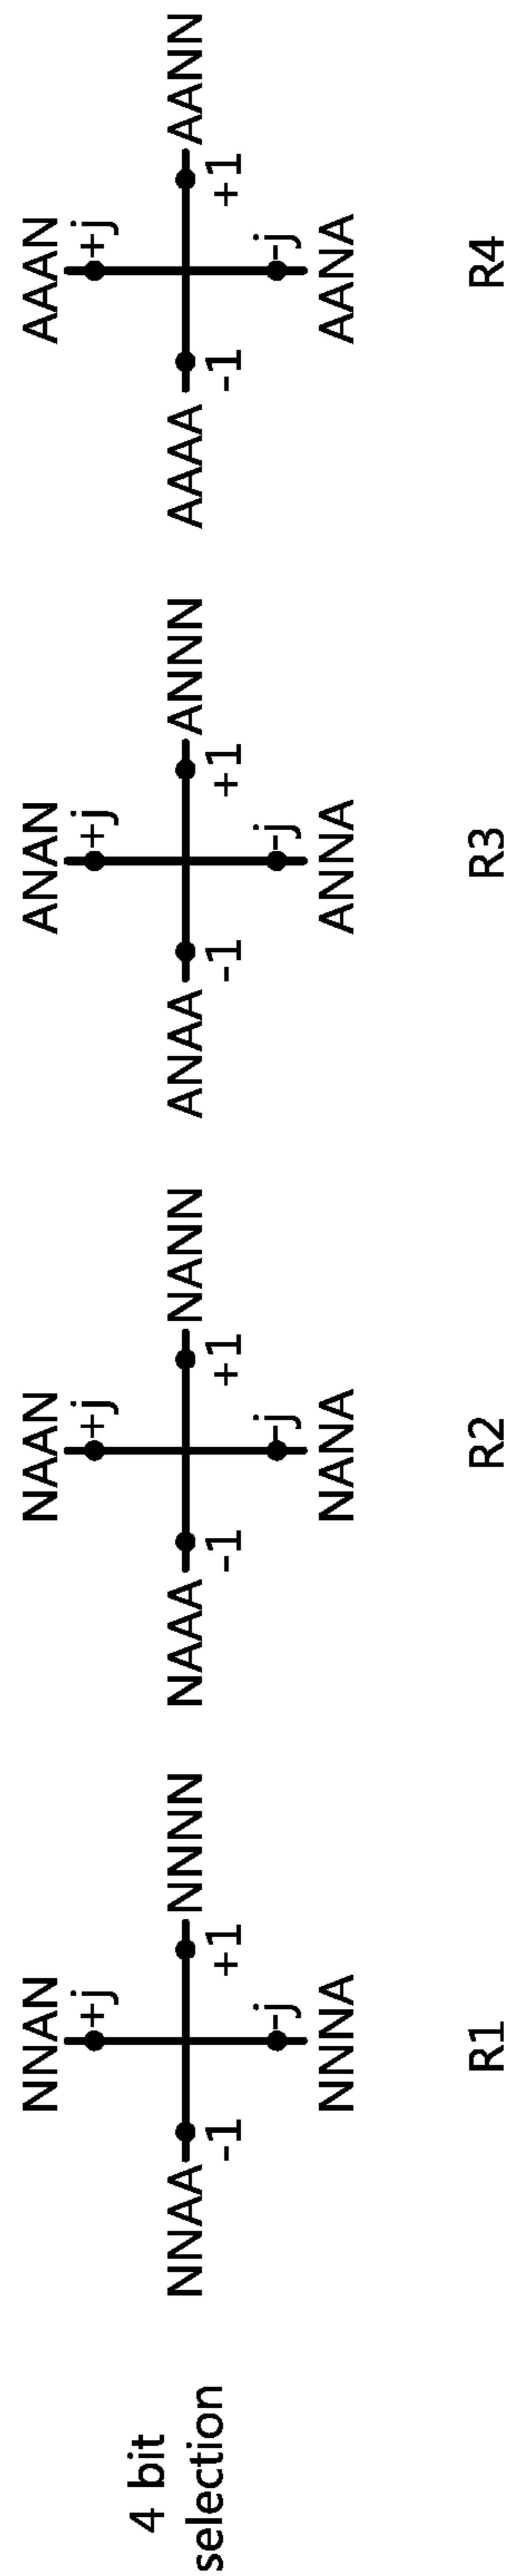 4 bit
selection
NNAN
+j
NNAA
-1
+1
NNNN
-j
NNNA
R1
NAAN
+j
NAAA
-1
+1
NANN
-j
NANA
R2
ANAN
+j
ANAA
-1
+1
ANNN
-j
ANNA
R3
AAAN
+j
AAAA
-1
+1
AANN
-j
AANA
R4